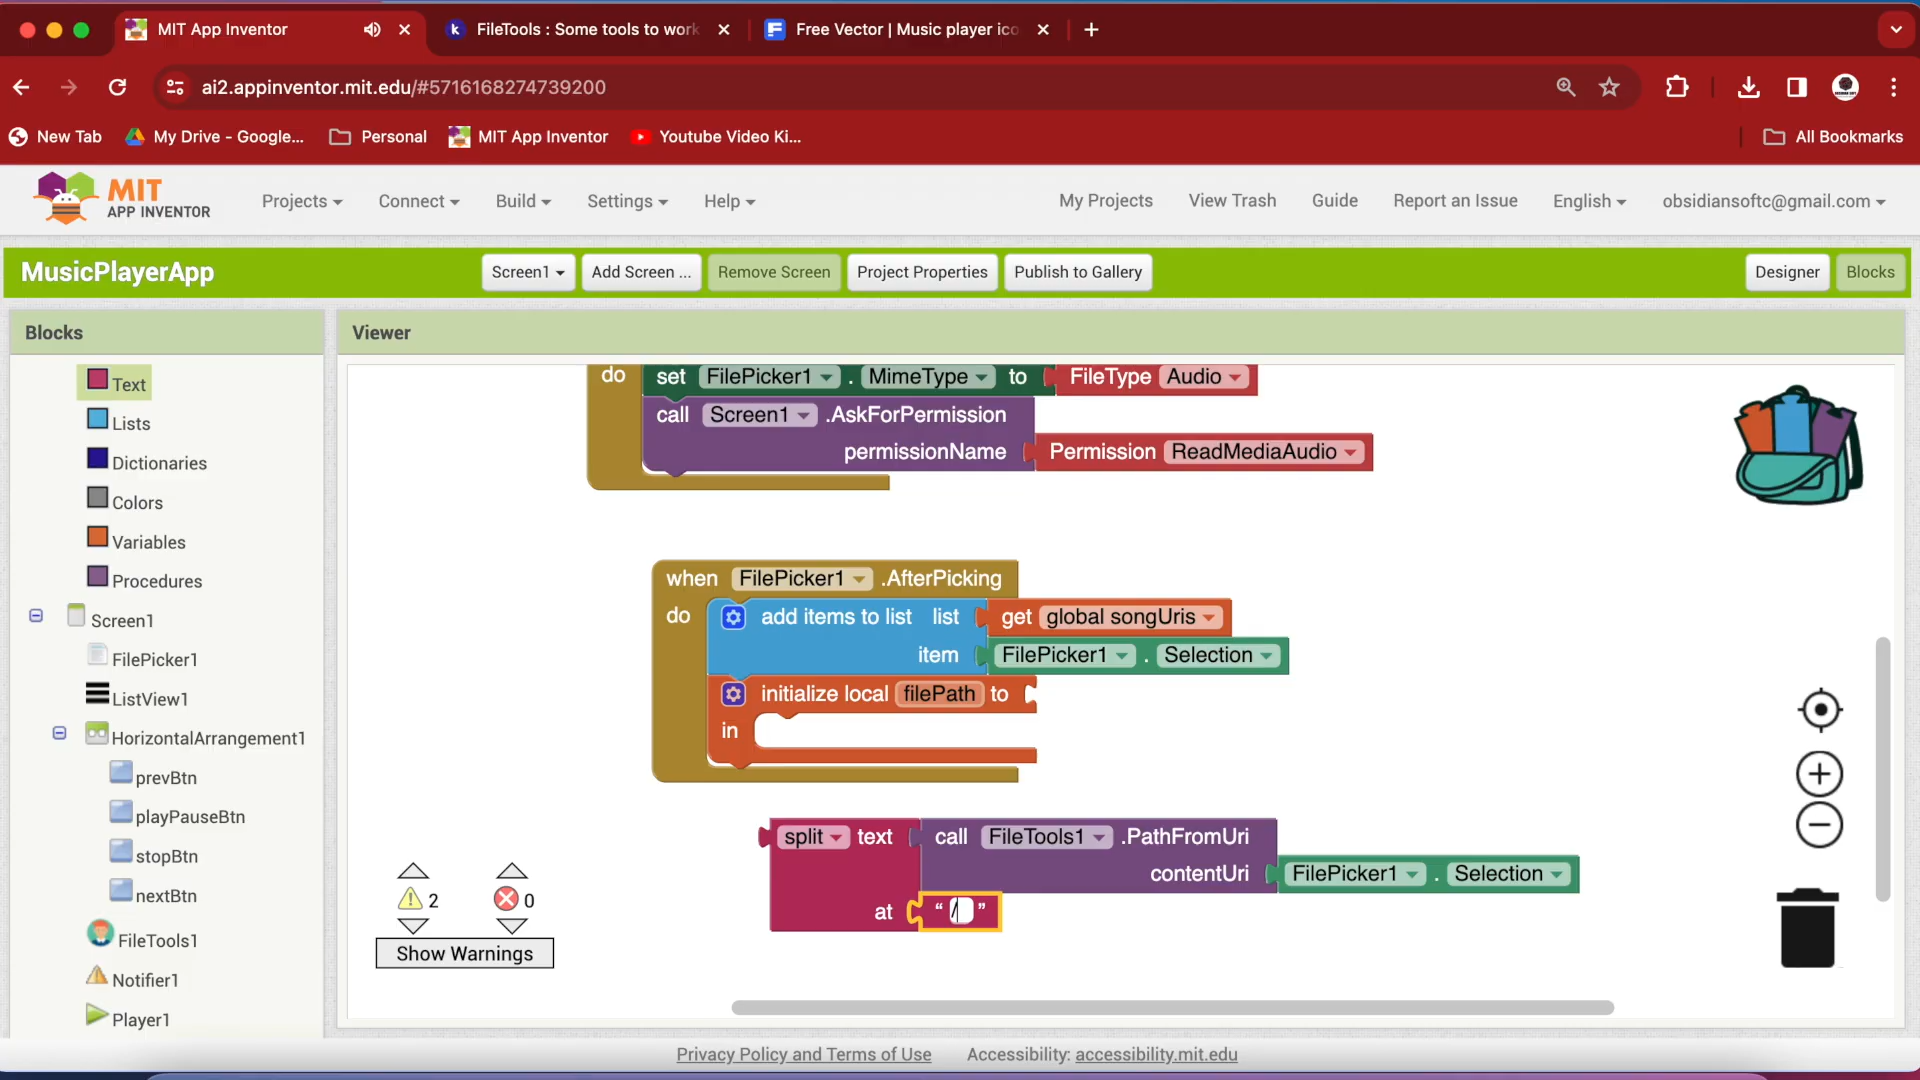 MIT App Inventor
FileTools : Some tools to work
Free Vector | Music player ico
ai2.appinventor.mit.edu/#5716168274739200
New Tab
My Drive - Google...
Personal
MIT App Inventor
Youtube Video Ki...
All Bookmarks
MIT
APP INVENTOR
Projects
Connect
Build
Settings
Help
My Projects
View Trash
Guide
Report an Issue
English
obsidiansoftc@gmail.com
MusicPlayerApp
Screen1
Add Screen ...
Remove Screen
Project Properties
Publish to Gallery
Designer
Blocks
Blocks
Viewer
Text
Lists
Dictionaries
Colors
Variables
Procedures
Screen1
FilePicker1
ListView1
HorizontalArrangement1
prevBtn
playPauseBtn
stopBtn
nextBtn
FileTools1
Notifier1
Player1
do set FilePicker1 . MimeType to FileType Audio
call Screen1 .AskForPermission
permissionName Permission ReadMediaAudio
when FilePicker1 .AfterPicking
do add items to list list get global songUris
item FilePicker1 . Selection
initialize local filePath to
in
split text call FileTools1 .PathFromUri
contentUri FilePicker1 . Selection
at “ / ”
2
0
Show Warnings
Privacy Policy and Terms of Use
Accessibility: accessibility.mit.edu